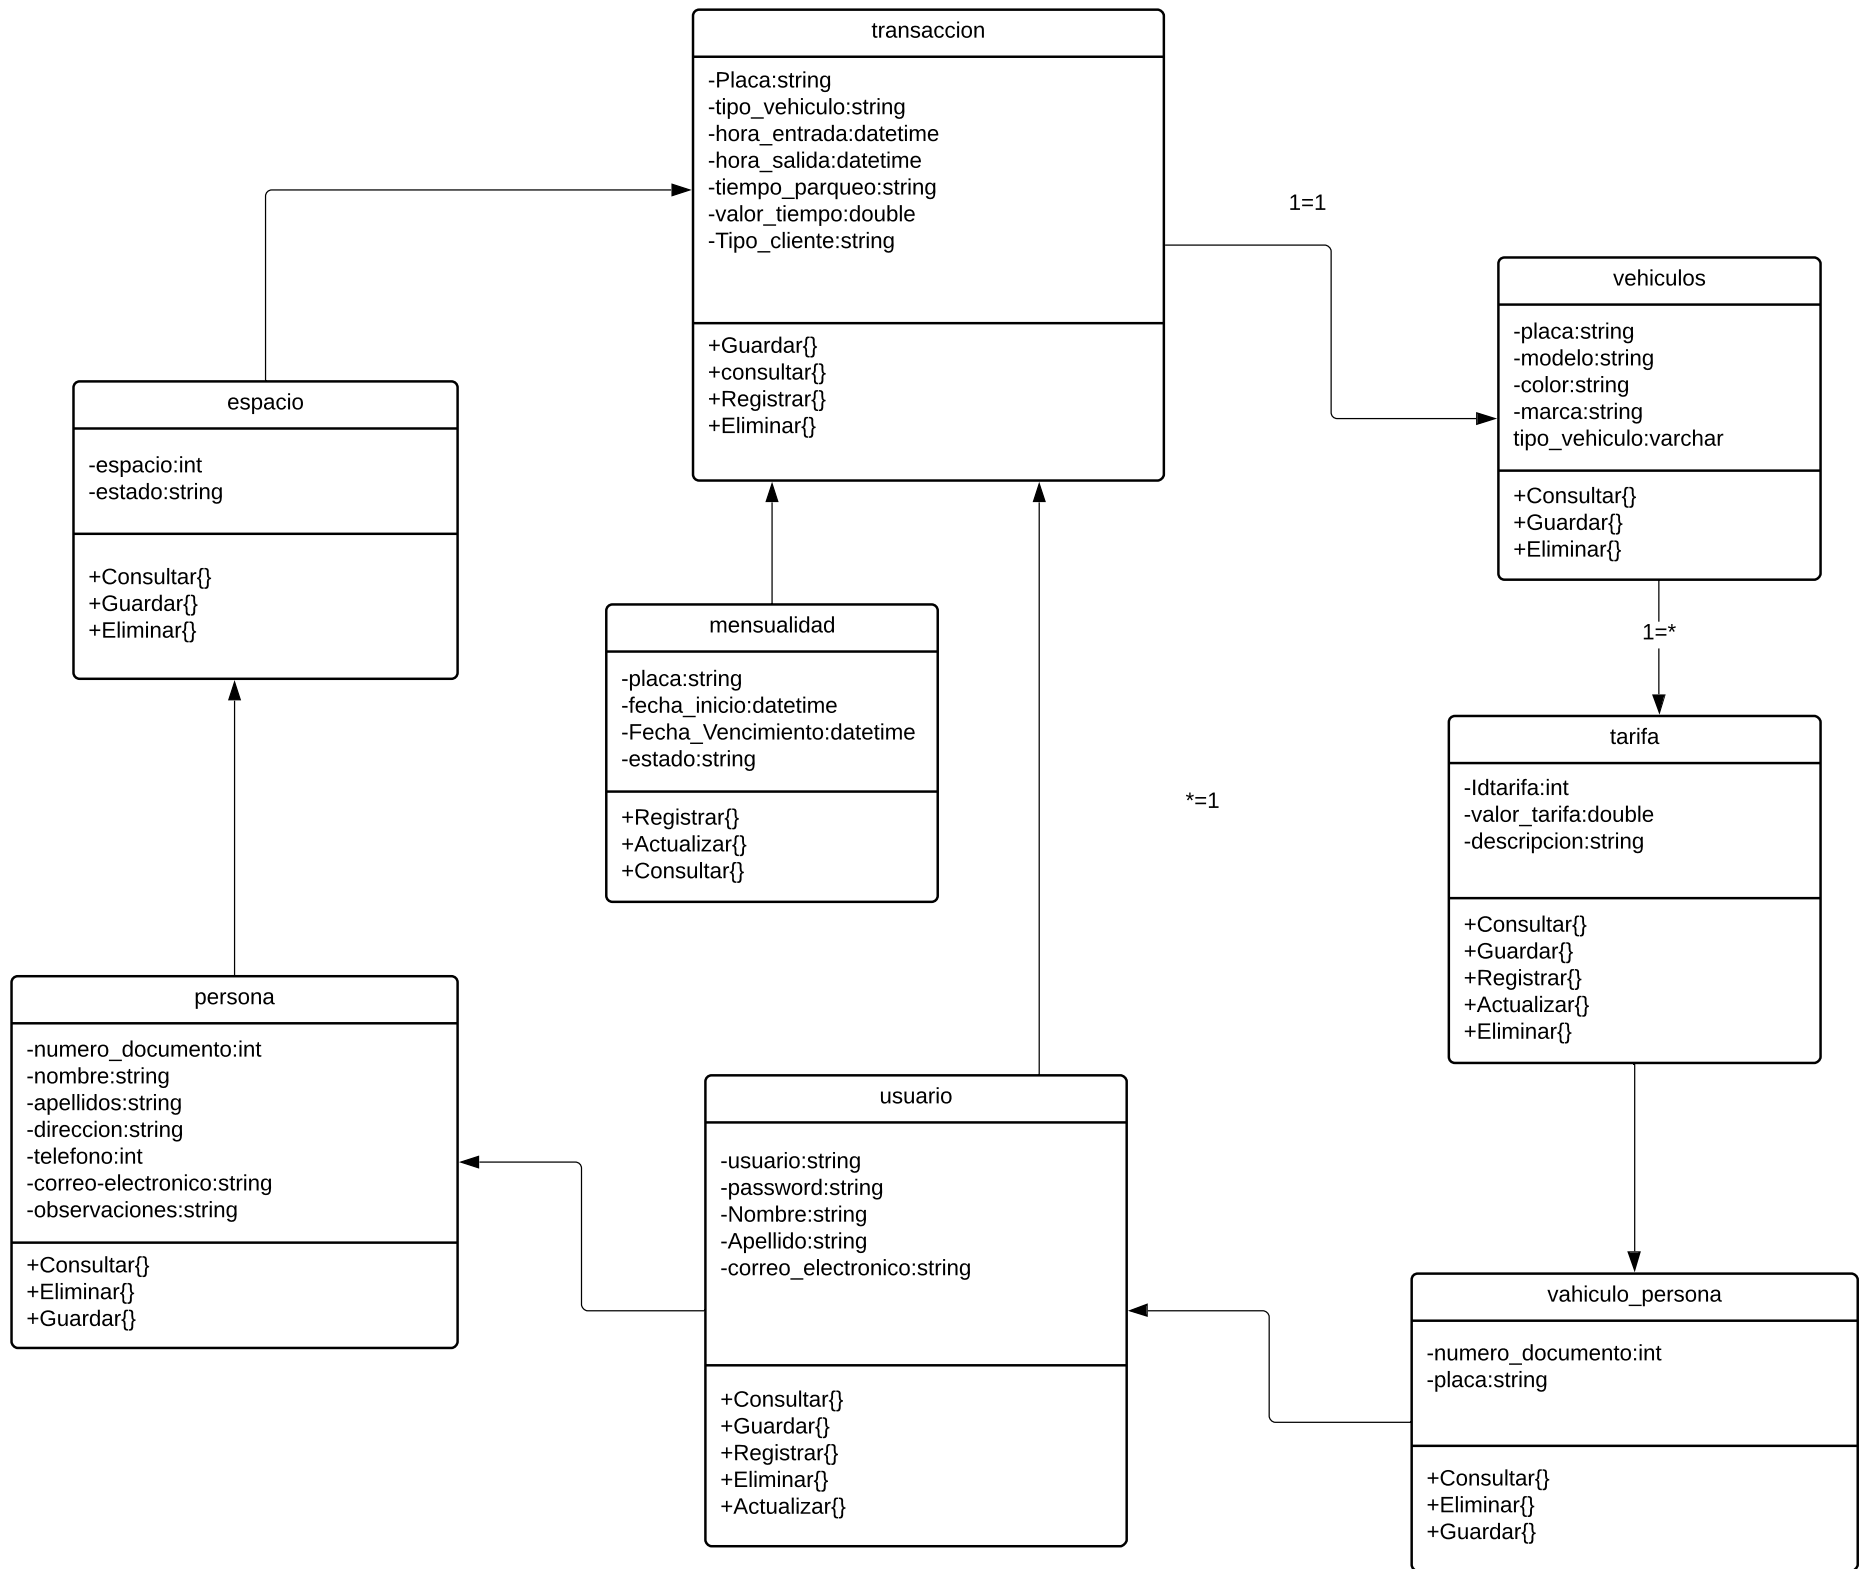 transaccion
-Placa:string
-tipo_vehiculo:string
-hora_entrada:datetime
-hora_salida:datetime
-tiempo_parqueo:string
-valor_tiempo:double
-Tipo_cliente:string
+Guardar{}
+consultar{}
+Registrar{}
+Eliminar{}
1=1
vehiculos
-placa:string
-modelo:string
-color:string
-marca:string
tipo_vehiculo:varchar
+Consultar{}
+Guardar{}
+Eliminar{}
espacio
-espacio:int
-estado:string
+Consultar{}
+Guardar{}
+Eliminar{}
mensualidad
-placa:string
-fecha_inicio:datetime
-Fecha_Vencimiento:datetime
-estado:string
+Registrar{}
+Actualizar{}
+Consultar{}
1=*
*=1
tarifa
-Idtarifa:int
-valor_tarifa:double
-descripcion:string
+Consultar{}
+Guardar{}
+Registrar{}
+Actualizar{}
+Eliminar{}
persona
-numero_documento:int
-nombre:string
-apellidos:string
-direccion:string
-telefono:int
-correo-electronico:string
-observaciones:string
+Consultar{}
+Eliminar{}
+Guardar{}
usuario
-usuario:string
-password:string
-Nombre:string
-Apellido:string
-correo_electronico:string
+Consultar{}
+Guardar{}
+Registrar{}
+Eliminar{}
+Actualizar{}
vahiculo_persona
-numero_documento:int
-placa:string
+Consultar{}
+Eliminar{}
+Guardar{}